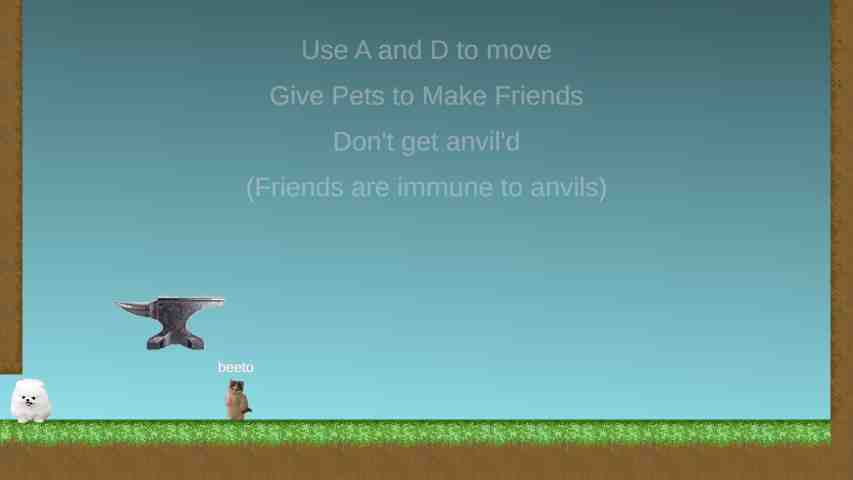 Use A and D to move
Give Pets to Make Friends
Don't get anvil'd
(Friends are immune to anvils)
beeto